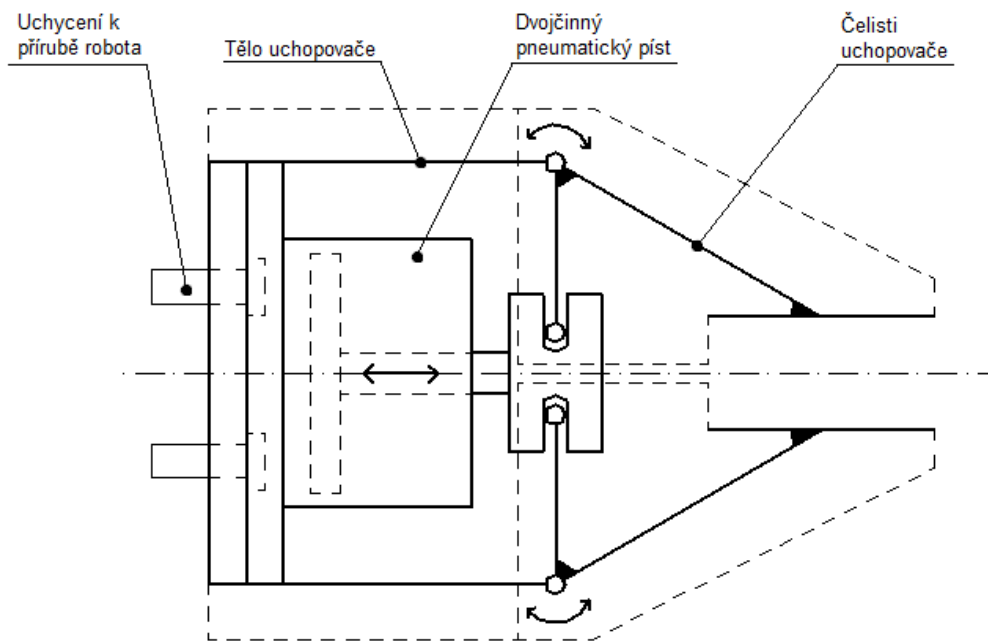 Uchycení k
přírubě robota
Tělo uchopovače
Dvojčinný
pneumatický píst
Čelisti
uchopovače